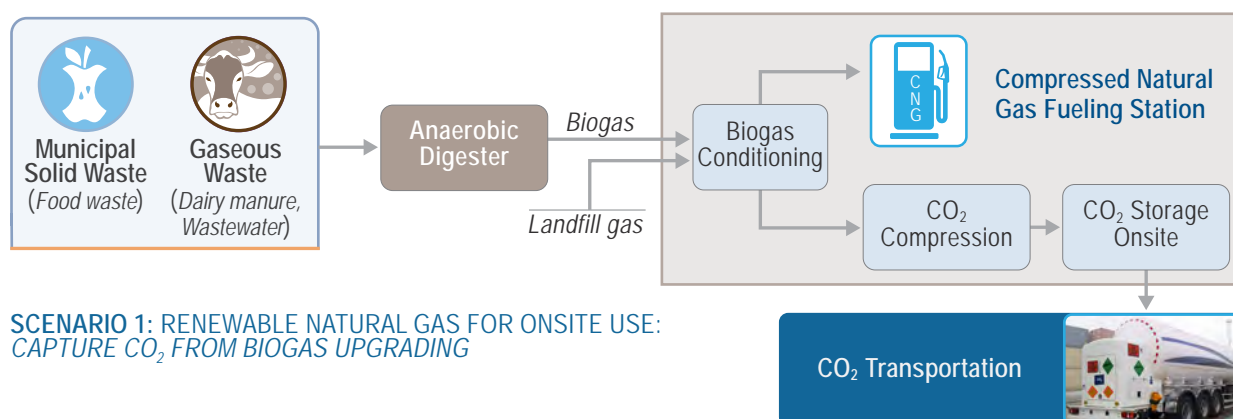 Municipal
Solid Waste
(Food waste)
Gaseous
Waste
(Dairy manure,
Wastewater)
Anaerobic
Digester
Biogas
Landfill gas
Biogas
Conditioning
CNG
Compressed Natural
Gas Fueling Station
CO₂
Compression
CO₂ Storage
Onsite
SCENARIO 1: RENEWABLE NATURAL GAS FOR ONSITE USE:
CAPTURE CO₂ FROM BIOGAS UPGRADING
CO₂ Transportation